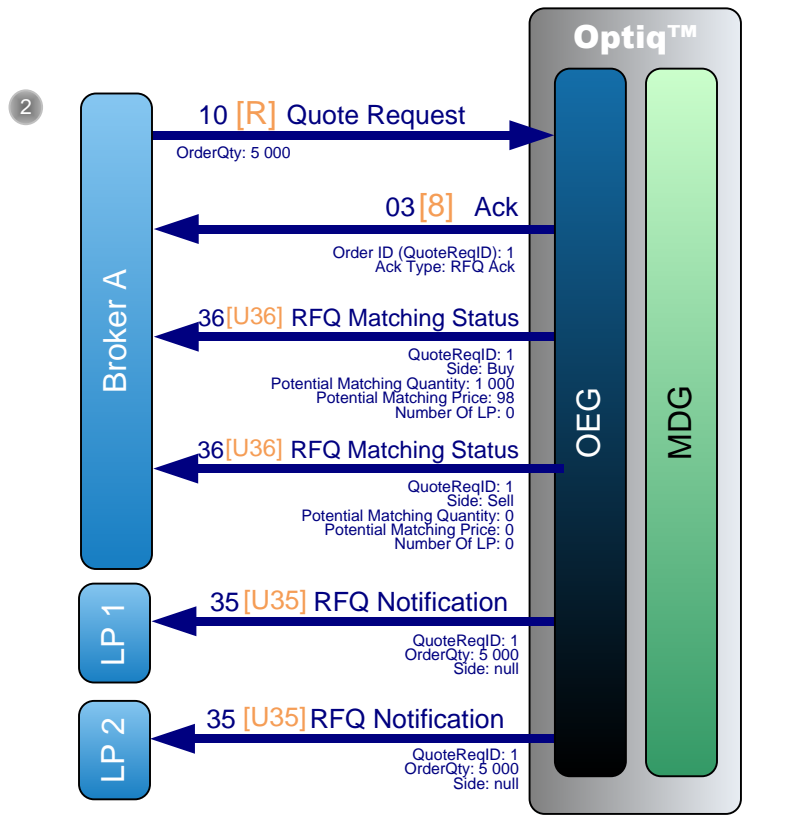 Optiq™
2
10 [R] Quote Request
OrderQty: 5 000
03 [8] Ack
Order ID (QuoteReqID): 1
Ack Type: RFQ Ack
Broker A
36[U36] RFQ Matching Status
QuoteReqID: 1
Side: Buy
Potential Matching Quantity: 1 000
Potential Matching Price: 98
Number Of LP: 0
OEG
MDG
36[U36] RFQ Matching Status
QuoteReqID: 1
Side: Sell
Potential Matching Quantity: 0
Potential Matching Price: 0
Number Of LP: 0
LP 1
35 [U35] RFQ Notification
QuoteReqID: 1
OrderQty: 5 000
Side: null
LP 2
35 [U35] RFQ Notification
QuoteReqID: 1
OrderQty: 5 000
Side: null